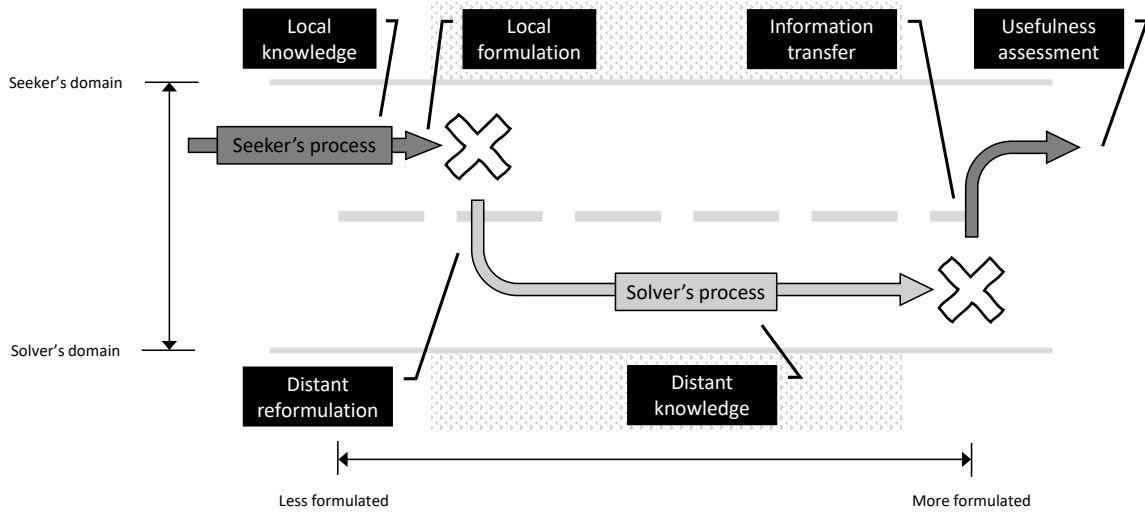 Local
knowledge
Local
formulation
Information
transfer
Usefulness
assessment
Seeker’s domain
Seeker’s process
Solver’s process
Solver’s domain
Distant
reformulation
Distant
knowledge
Less formulated
More formulated